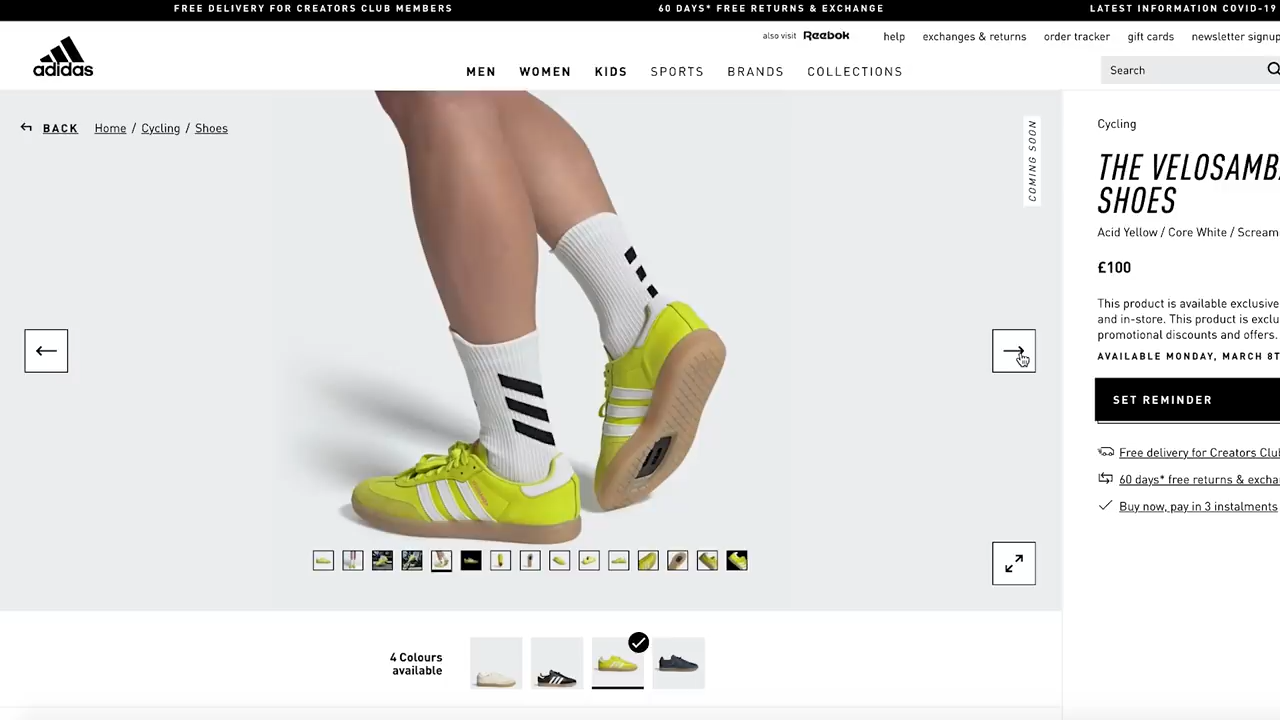 FREE DELIVERY FOR CREATORS CLUB MEMBERS
60 DAYS* FREE RETURNS & EXCHANGE
LATEST INFORMATION COVID-19
also visit Reebok
help
exchanges & returns
order tracker
gift cards
newsletter signup
adidas
MEN
WOMEN
KIDS
SPORTS
BRANDS
COLLECTIONS
Search
BACK
Home / Cycling / Shoes
COMING SOON
Cycling
THE VELOSAMBA
SHOES
Acid Yellow / Core White / Scream
£100
This product is available exclusive
and in-store. This product is exclu
promotional discounts and offers.
AVAILABLE MONDAY, MARCH 8T
SET REMINDER
Free delivery for Creators Clu
60 days* free returns & excha
Buy now, pay in 3 instalments
4 Colours
available